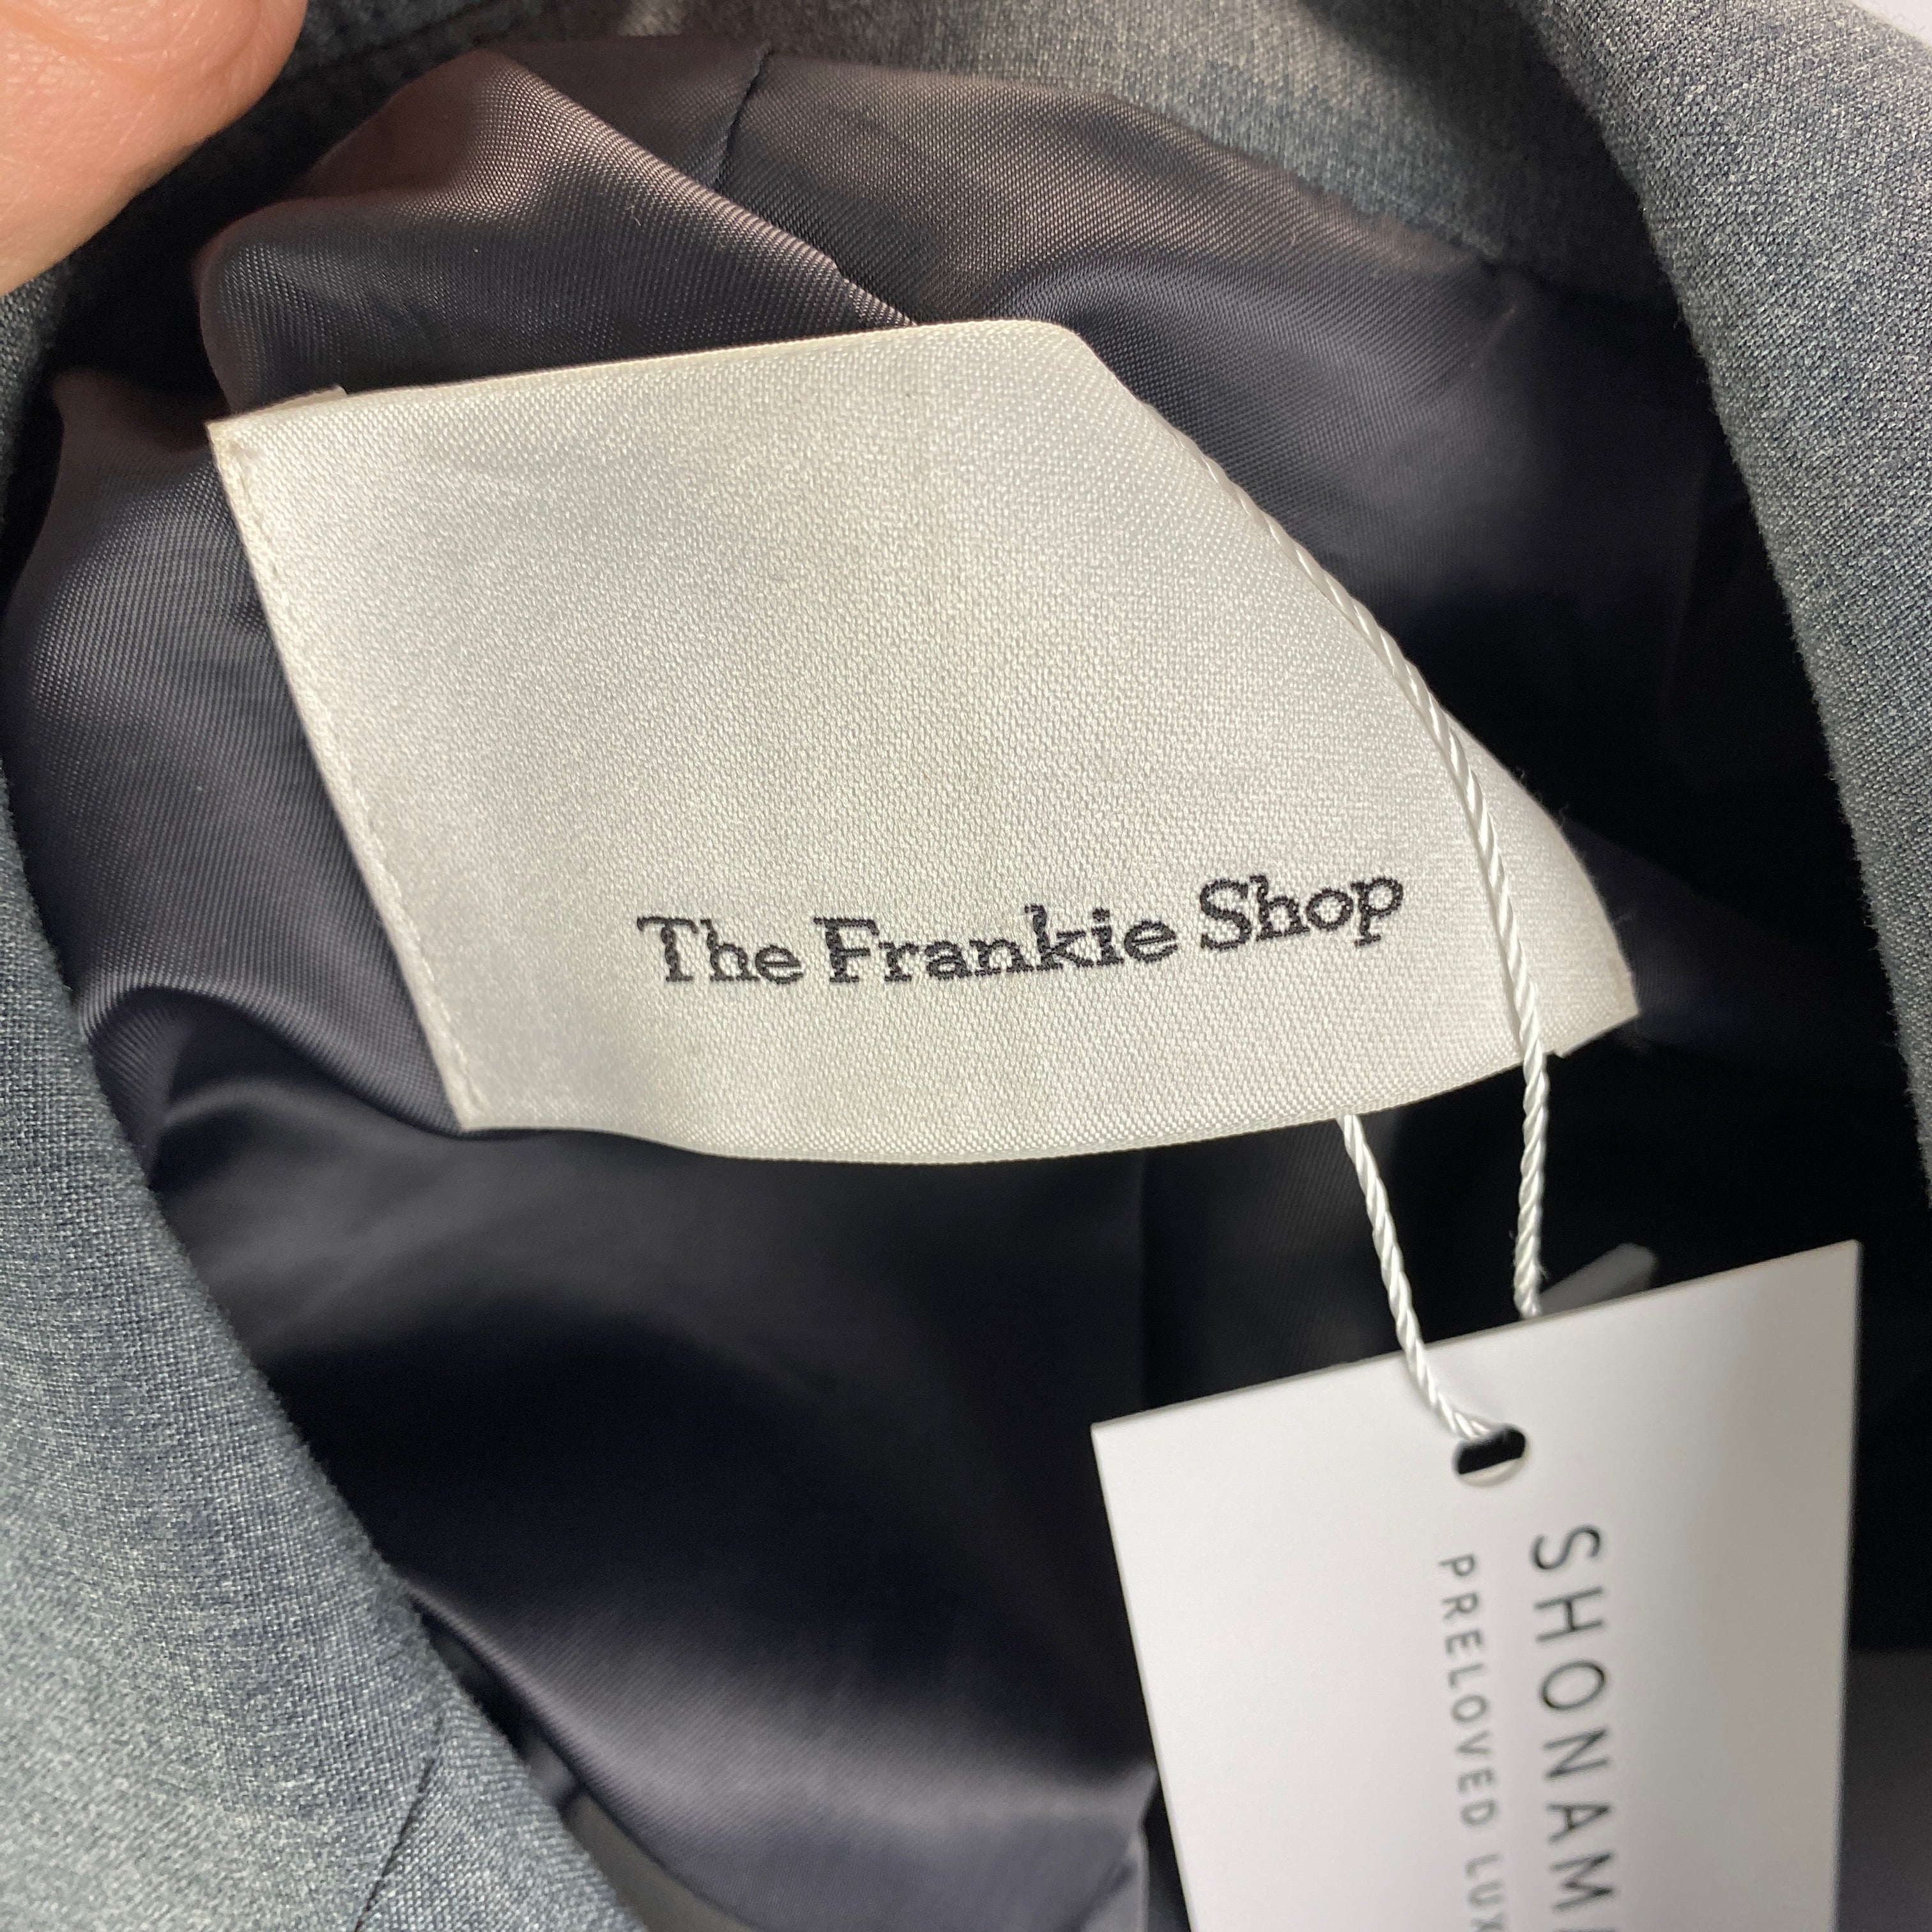 The Frankie Shop
SHONAM
PRELOVED LUX